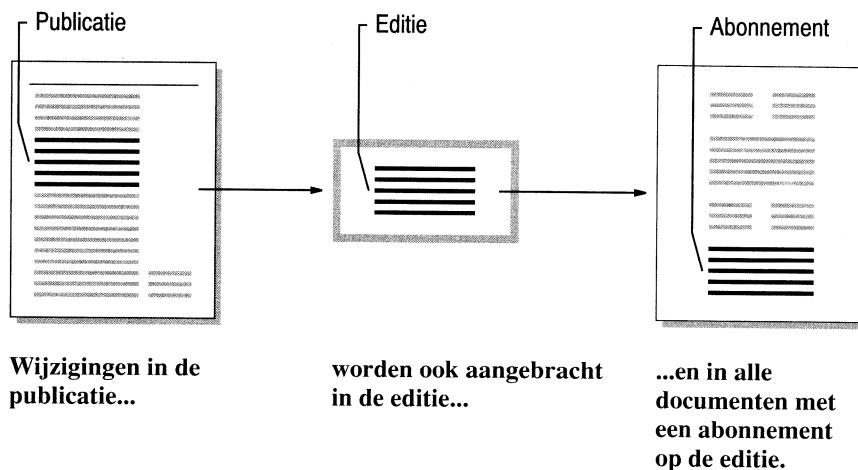 Publicatie
Editie
Abonnement
Wijzigingen in de
publicatie...
worden ook aangebracht
in de editie...
...en in alle
documenten met
een abonnement
op de editie.